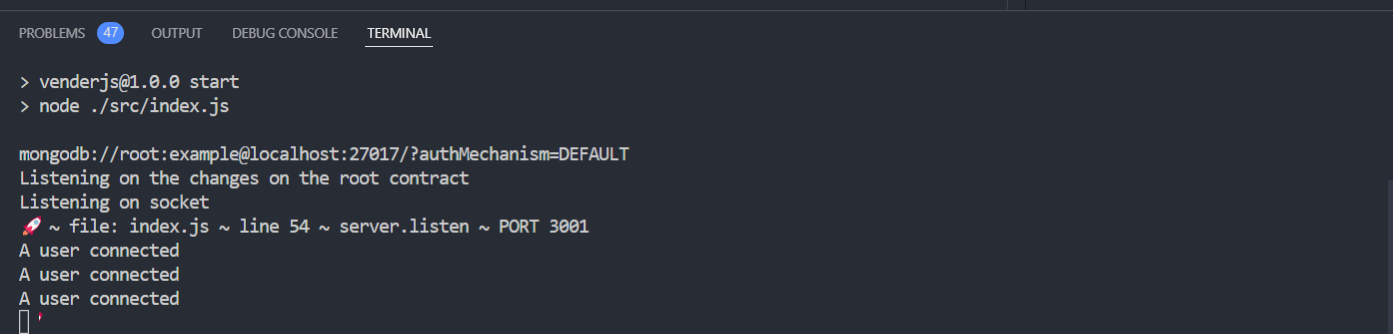 PROBLEMS 47 OUTPUT DEBUG CONSOLE TERMINAL
> venderjs@1.0.0 start
> node ./src/index.js
mongodb://root:example@localhost:27017/?authMechanism=DEFAULT
Listening on the changes on the root contract
Listening on socket
🚀 ~ file: index.js ~ line 54 ~ server.listen ~ PORT 3001
A user connected
A user connected
A user connected